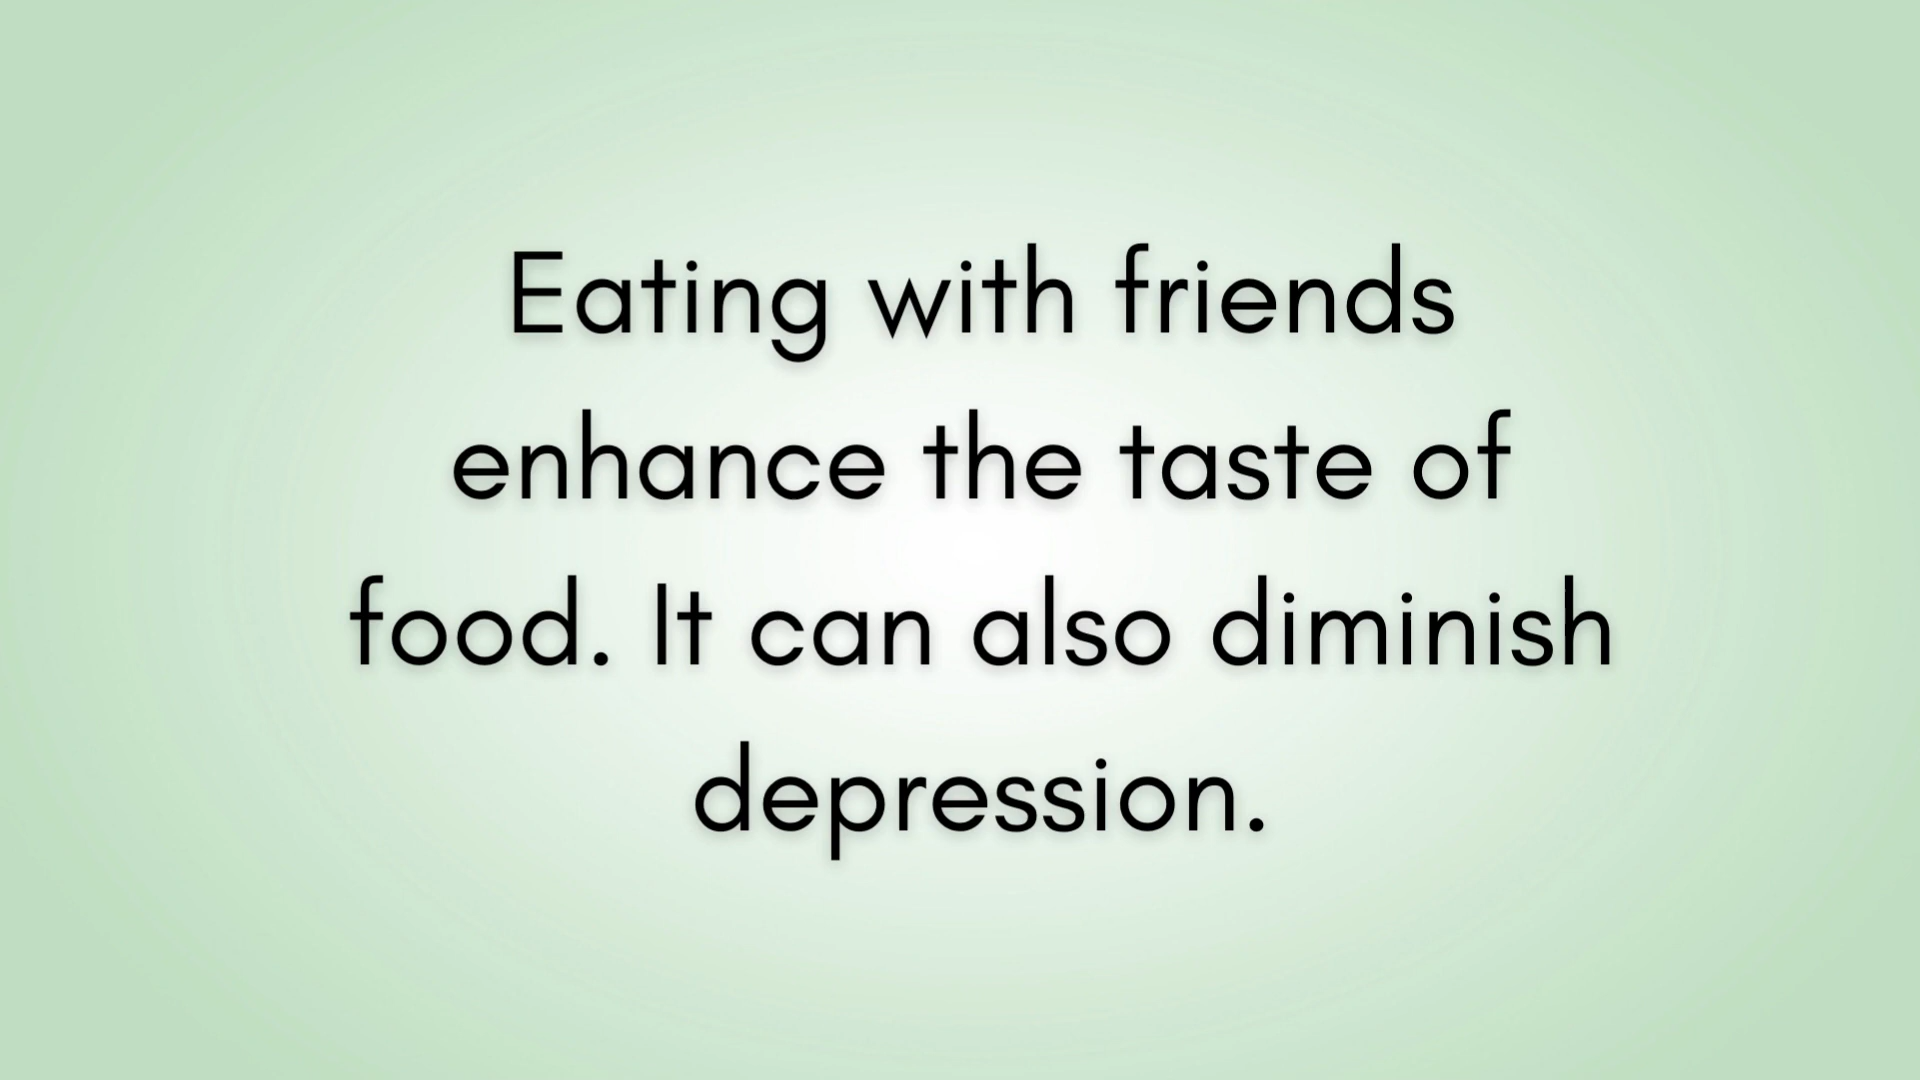 Eating with friends
enhance the taste of
food. It can also diminish
depression.